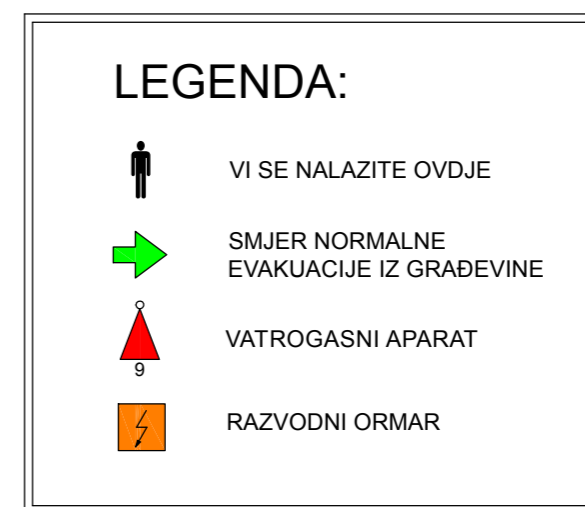 LEGENDA:
VI SE NALAZITE OVDJE
SMJER NORMALNE
EVAKUACIJE IZ GRAĐEVINE
VATROGASNI APARAT
9
RAZVODNI ORMAR